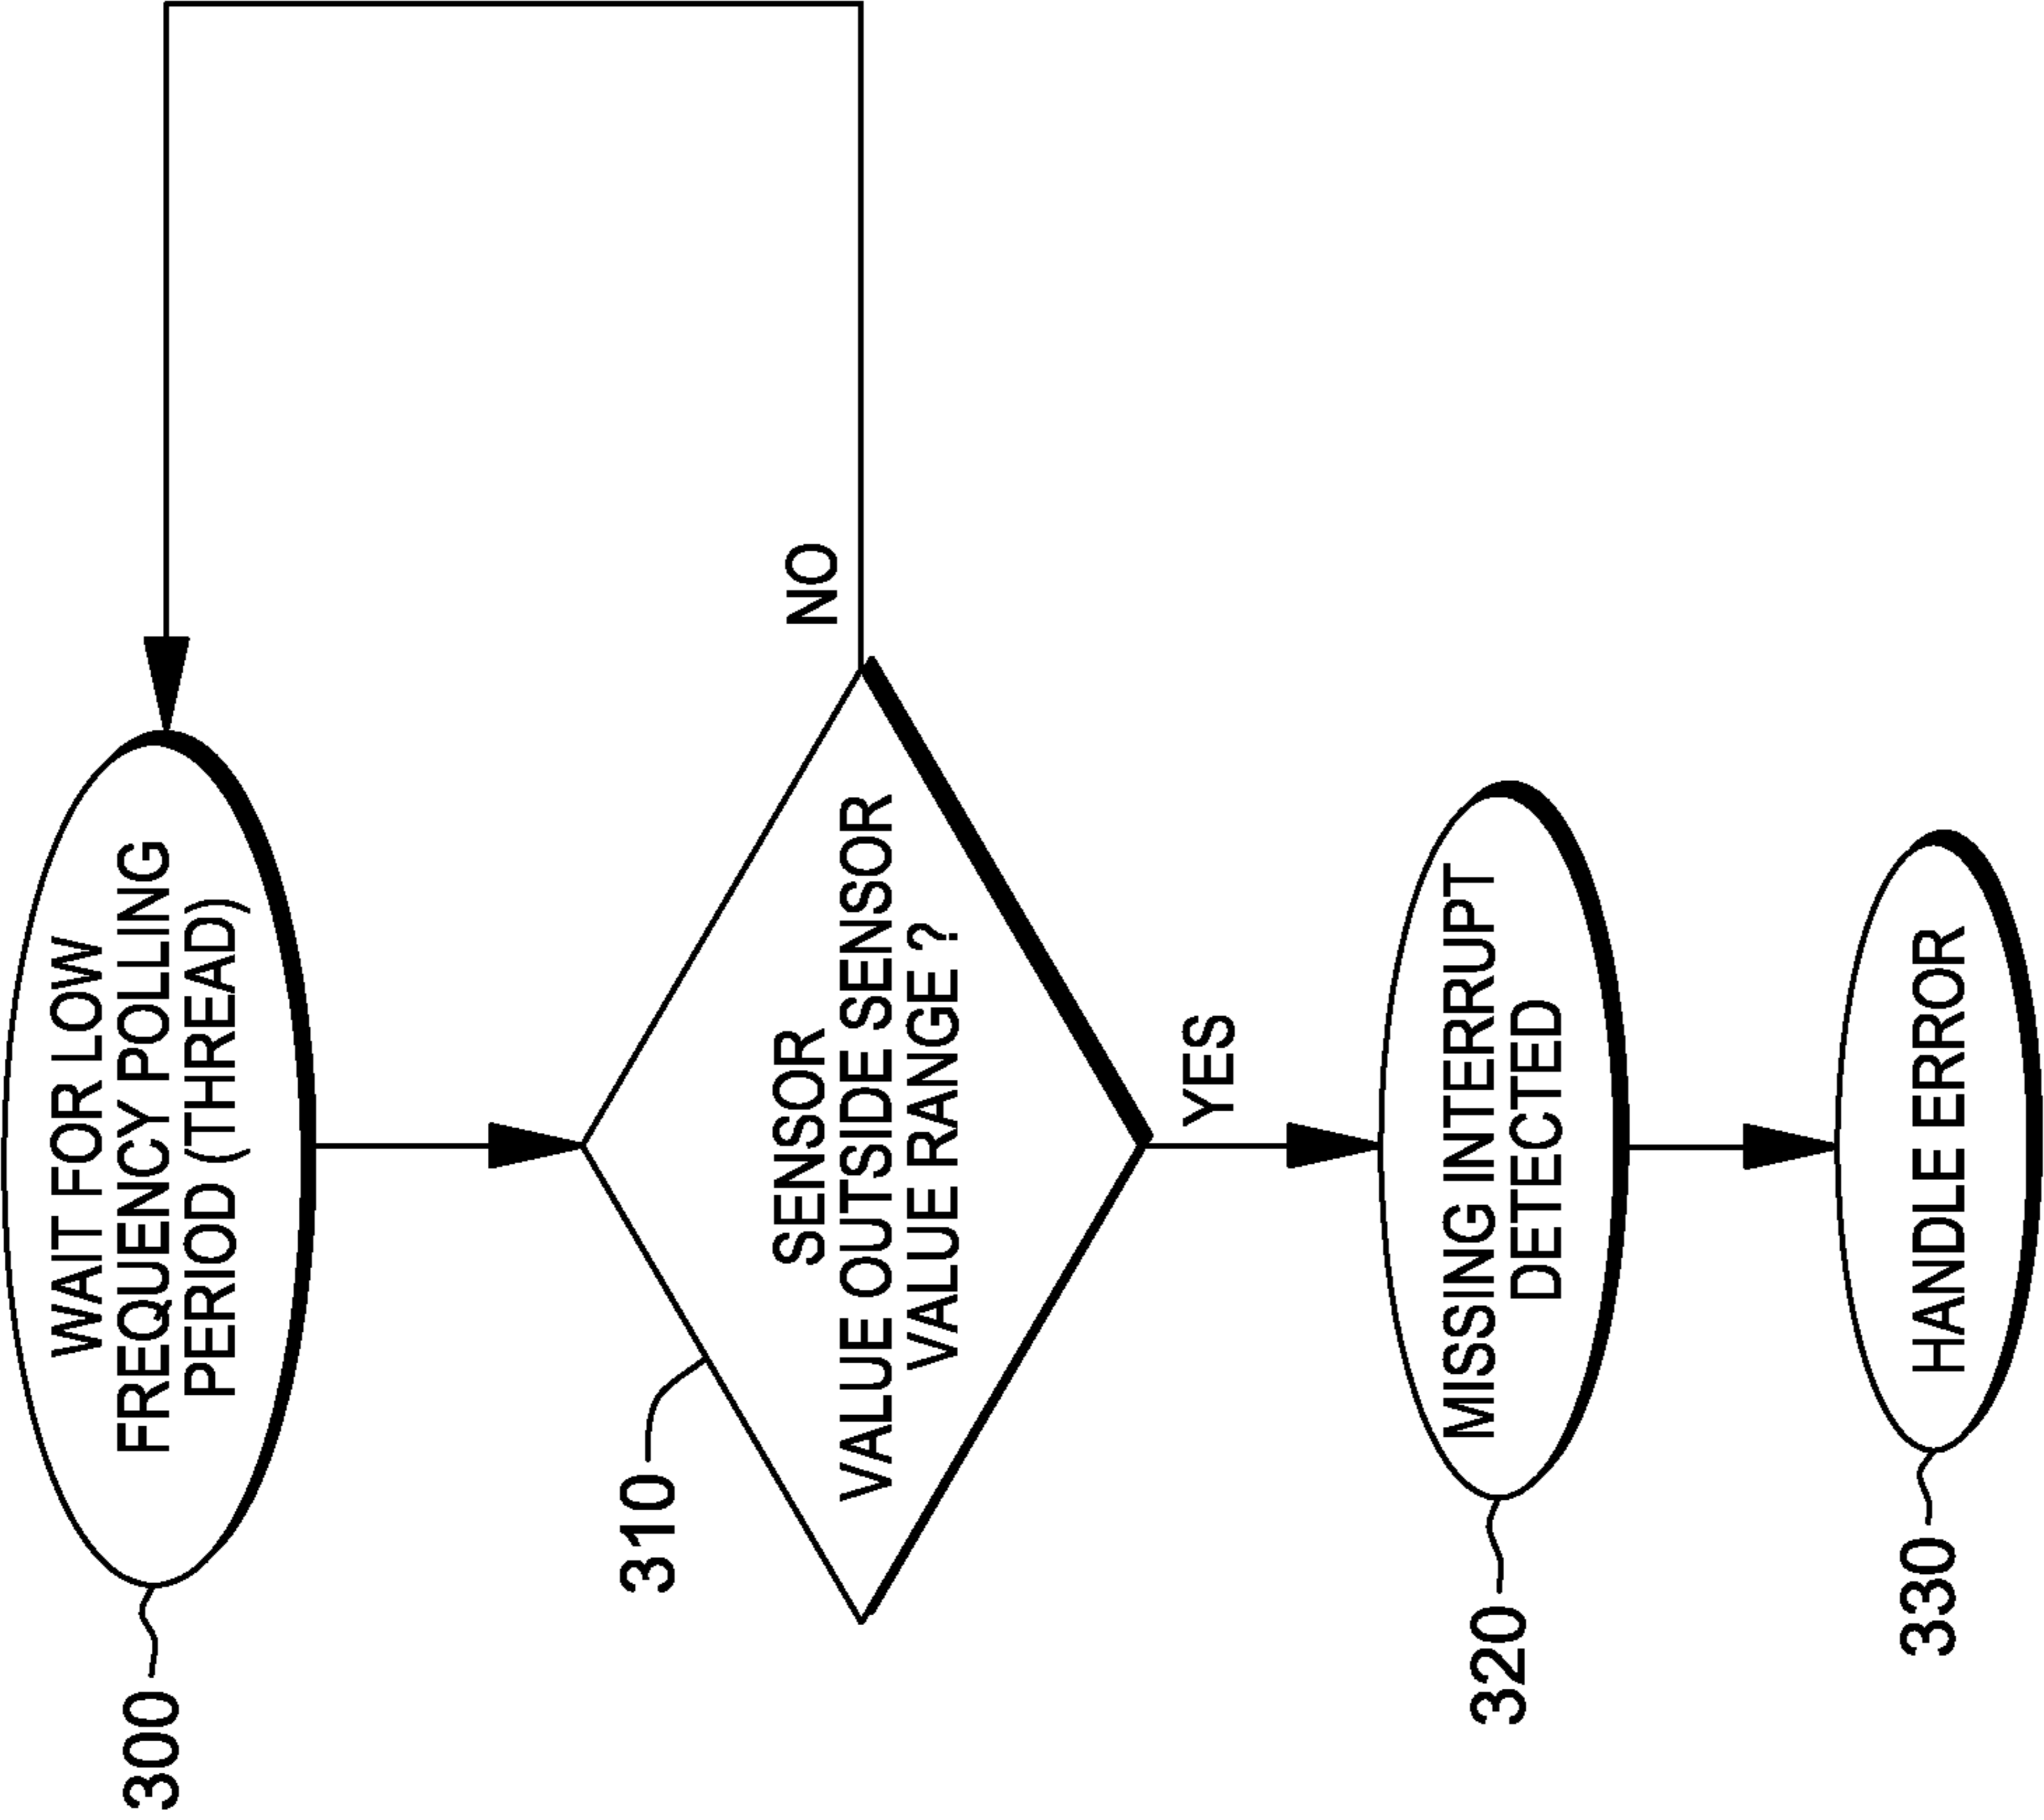 WAIT FOR LOW
FREQUENCY POLLING
PERIOD (THREAD)
300
NO
310
SENSOR
VALUE OUTSIDE SENSOR
VALUE RANGE ?
YES
MISSING INTERRUPT
DETECTED
320
HANDLE ERROR
330